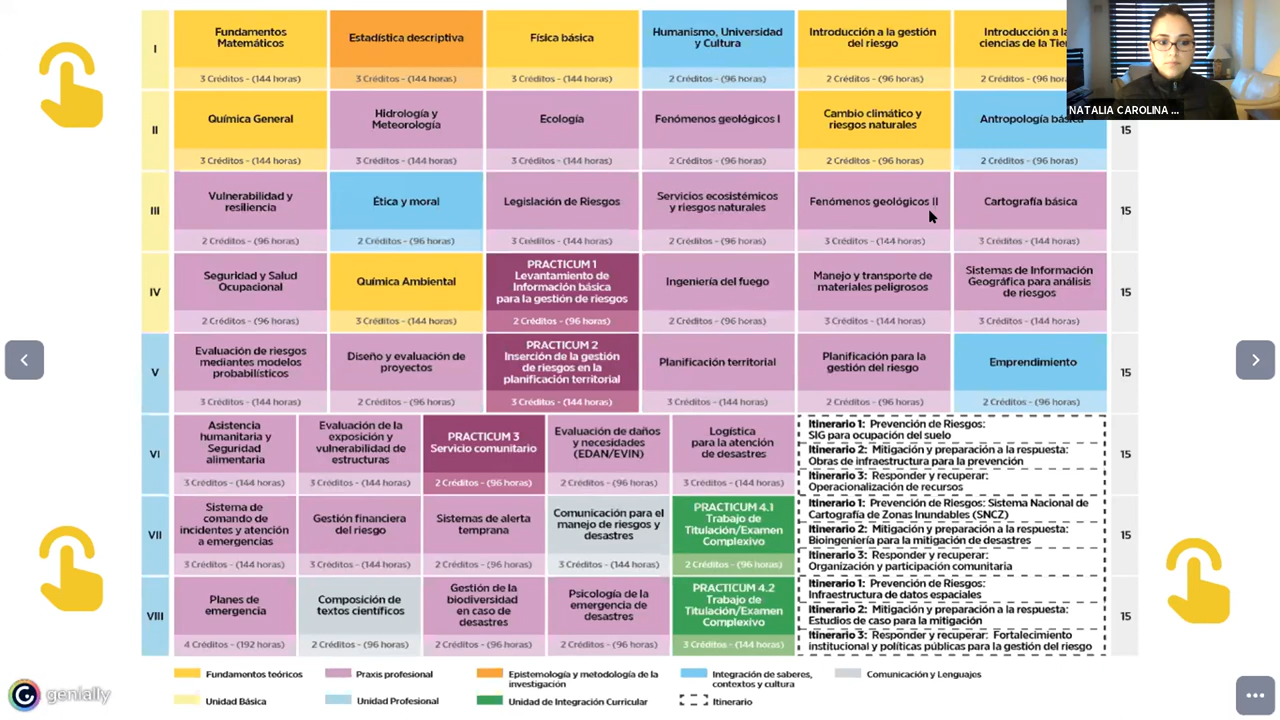 I
Fundamentos
Matemáticos
3 Créditos - (144 horas)
Estadística descriptiva
3 Créditos - (144 horas)
Física básica
3 Créditos - (144 horas)
Humanismo, Universidad
y Cultura
2 Créditos - (96 horas)
Introducción a la gestión
del riesgo
2 Créditos - (96 horas)
Introducción a la
ciencias de la
2 Créditos - (96
NATALIA CAROLINA ...
II
Química General
3 Créditos - (144 horas)
Hidrología y
Meteorología
3 Créditos - (144 horas)
Ecología
3 Créditos - (144 horas)
Fenómenos geológicos I
2 Créditos - (96 horas)
Cambio climático y
riesgos naturales
2 Créditos - (96 horas)
Antropología básica
2 Créditos - (96 horas)
15
III
Vulnerabilidad y
resiliencia
2 Créditos - (96 horas)
Ética y moral
2 Créditos - (96 horas)
Legislación de Riesgos
3 Créditos - (144 horas)
Servicios ecosistémicos
y riesgos naturales
2 Créditos - (96 horas)
Fenómenos geológicos II
3 Créditos - (144 horas)
Cartografía básica
3 Créditos - (144 horas)
15
IV
Seguridad y Salud
Ocupacional
2 Créditos - (96 horas)
Química Ambiental
3 Créditos - (144 horas)
PRACTICUM 1
Levantamiento de
Información básica
para la gestión de riesgos
2 Créditos - (96 horas)
Ingeniería del fuego
2 Créditos - (96 horas)
Manejo y transporte de
materiales peligrosos
3 Créditos - (144 horas)
Sistemas de Información
Geográfica para análisis
de riesgos
3 Créditos - (144 horas)
15
V
Evaluación de riesgos
mediantes modelos
probabilísticos
3 Créditos - (144 horas)
Diseño y evaluación de
proyectos
2 Créditos - (96 horas)
PRACTICUM 2
Inserción de la gestión
de riesgos en la
planificación territorial
3 Créditos - (144 horas)
Planificación territorial
3 Créditos - (144 horas)
Planificación para la
gestión del riesgo
2 Créditos - (96 horas)
Emprendimiento
2 Créditos - (96 horas)
15
VI
Asistencia
humanitaria y
Seguridad
alimentaria
3 Créditos - (144 horas)
Evaluación de la
exposición y
vulnerabilidad de
estructuras
3 Créditos - (144 horas)
PRACTICUM 3
Servicio comunitario
2 Créditos - (96 horas)
Evaluación de daños
y necesidades
(EDAN/EVIN)
2 Créditos - (96 horas)
Logística
para la atención
de desastres
3 Créditos - (144 horas)
Itinerario 1: Prevención de Riesgos:
SIG para ocupación del suelo
Itinerario 2: Mitigación y preparación a la respuesta:
Obras de infraestructura para la prevención
Itinerario 3: Responder y recuperar:
Operacionalización de recursos
15
VII
Sistema de
comando de
incidentes y atención
a emergencias
3 Créditos - (144 horas)
Gestión financiera
del riesgo
3 Créditos - (144 horas)
Sistemas de alerta
temprana
2 Créditos - (96 horas)
Comunicación para el
manejo de riesgos y
desastres
3 Créditos - (144 horas)
PRACTICUM 4.1
Trabajo de
Titulación/Examen
Complexivo
2 Créditos - (96 horas)
Itinerario 1: Prevención de Riesgos: Sistema Nacional de
Cartografía de Zonas Inundables (SNCZ)
Itinerario 2: Mitigación y preparación a la respuesta:
Bioingeniería para la mitigación de desastres
Itinerario 3: Responder y recuperar:
Organización y participación comunitaria
15
VIII
Planes de
emergencia
4 Créditos - (192 horas)
Composición de
textos científicos
2 Créditos - (96 horas)
Gestión de la
biodiversidad
en caso de
desastres
2 Créditos - (96 horas)
Psicología de la
emergencia de
desastres
2 Créditos - (96 horas)
PRACTICUM 4.2
Trabajo de
Titulación/Examen
Complexivo
3 Créditos - (144 horas)
Itinerario 1: Prevención de Riesgos:
Infraestructura de datos espaciales
Itinerario 2: Mitigación y preparación a la respuesta:
Estudios de caso para la mitigación
Itinerario 3: Responder y recuperar: Fortalecimiento
institucional y políticas públicas para la gestión del riesgo
15
Fundamentos teóricos
Praxis profesional
Epistemología y metodología de la
investigación
Integración de saberes,
contextos y cultura
Comunicación y Lenguajes
Unidad Básica
Unidad Profesional
Unidad de Integración Curricular
Itinerario
genially